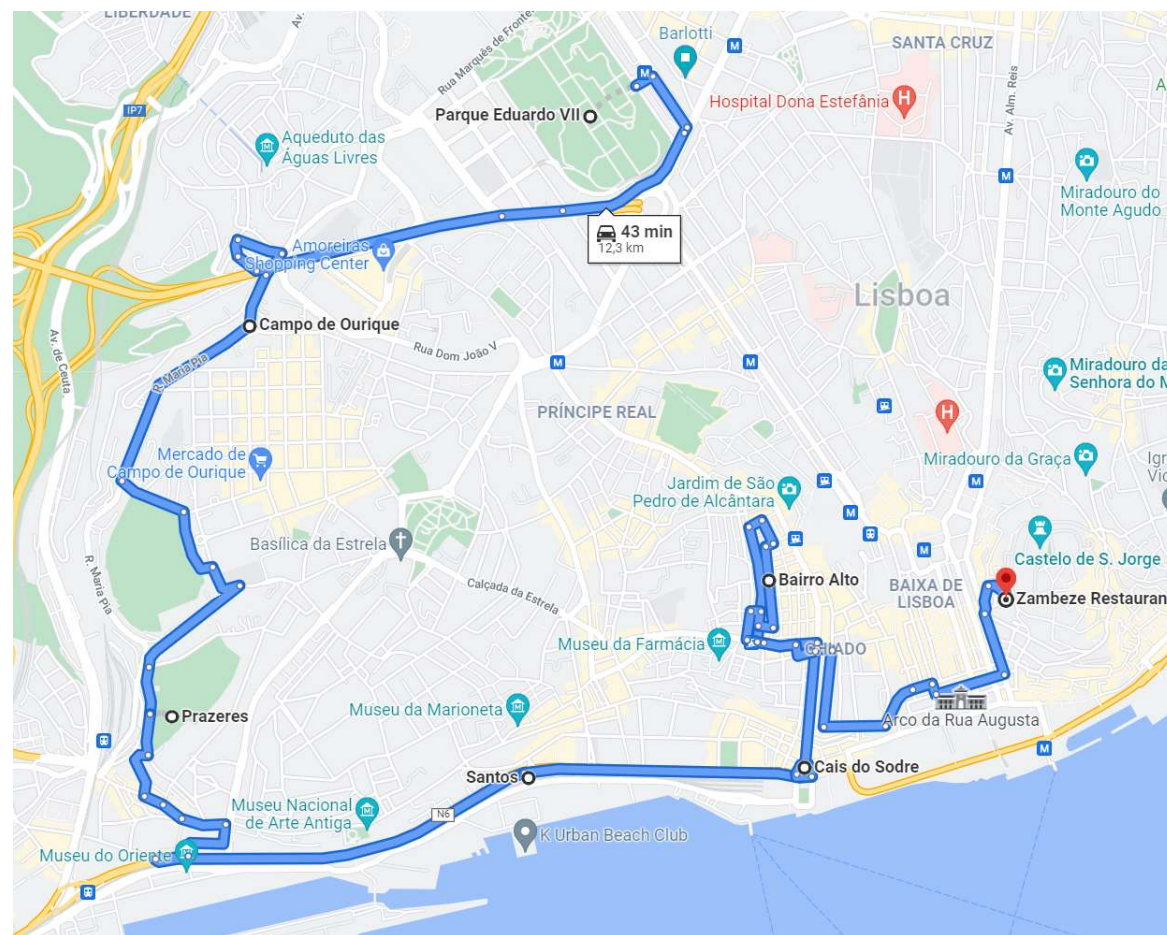 LIBERDADE
Barlotti
SANTA CRUZ
Rua Marquês de Fronte
Hospital Dona Estefânia
H
Av. Alm. Reis
A
IP7
M
M
Parque Eduardo VII
Aqueduto das
Águas Livres
M
Miradouro do
Monte Agudo
43 min
12,3 km
Amoreiras
Shopping Center
Lisboa
Campo de Ourique
Av. de Ceuta
Rua Dom João V
R. Maria Pia
M
M
Miradouro da
Senhora do M
PRÍNCIPE REAL
H
Mercado de
Campo de Ourique
Miradouro da Graça
Igr
Vic
Jardim de São
Pedro de Alcântara
M
M
Basílica da Estrela
M
Castelo de S. Jorge
R. Maria Pia
Calçada da Estrela
Bairro Alto
BAIXA DE
LISBOA
Zambeze Restauran
Museu da Farmácia
CHIADO
Museu da Marioneta
Prazeres
Arco da Rua Augusta
M
Santos
Cais do Sodre
Museu Nacional
de Arte Antiga
N6
K Urban Beach Club
Museu do Oriente